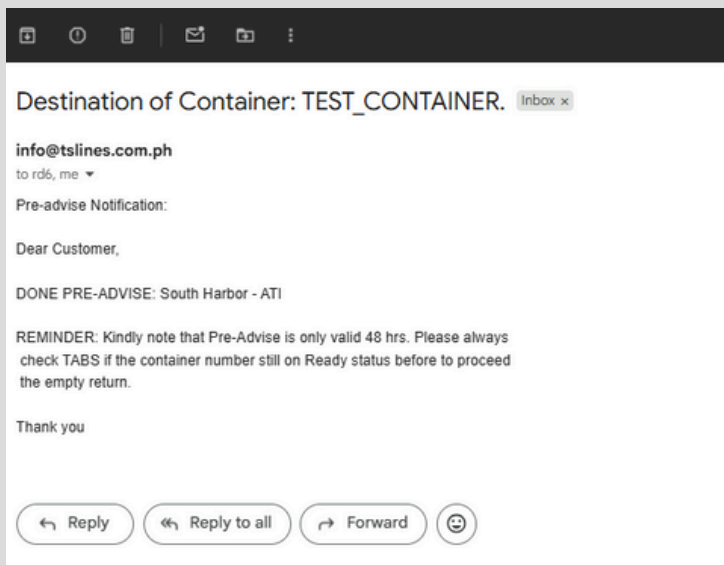 Destination of Container: TEST_CONTAINER.
Inbox ×
info@tslines.com.ph
to rd6, me
Pre-advise Notification:
Dear Customer,
DONE PRE-ADVISE: South Harbor - ATI
REMINDER: Kindly note that Pre-Advise is only valid 48 hrs. Please always
check TABS if the container number still on Ready status before to proceed
the empty return.
Thank you
Reply
Reply to all
Forward